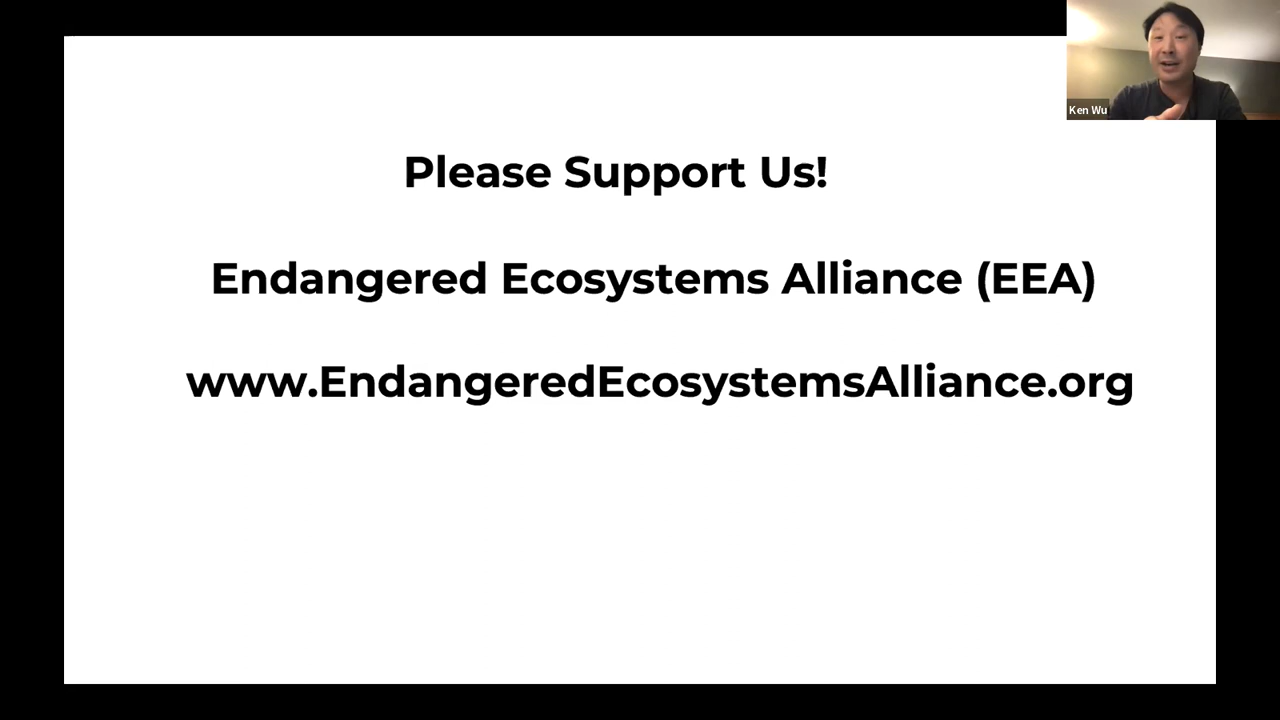 Ken Wu
Please Support Us!
Endangered Ecosystems Alliance (EEA)
www.EndangeredEcosystemsAlliance.org